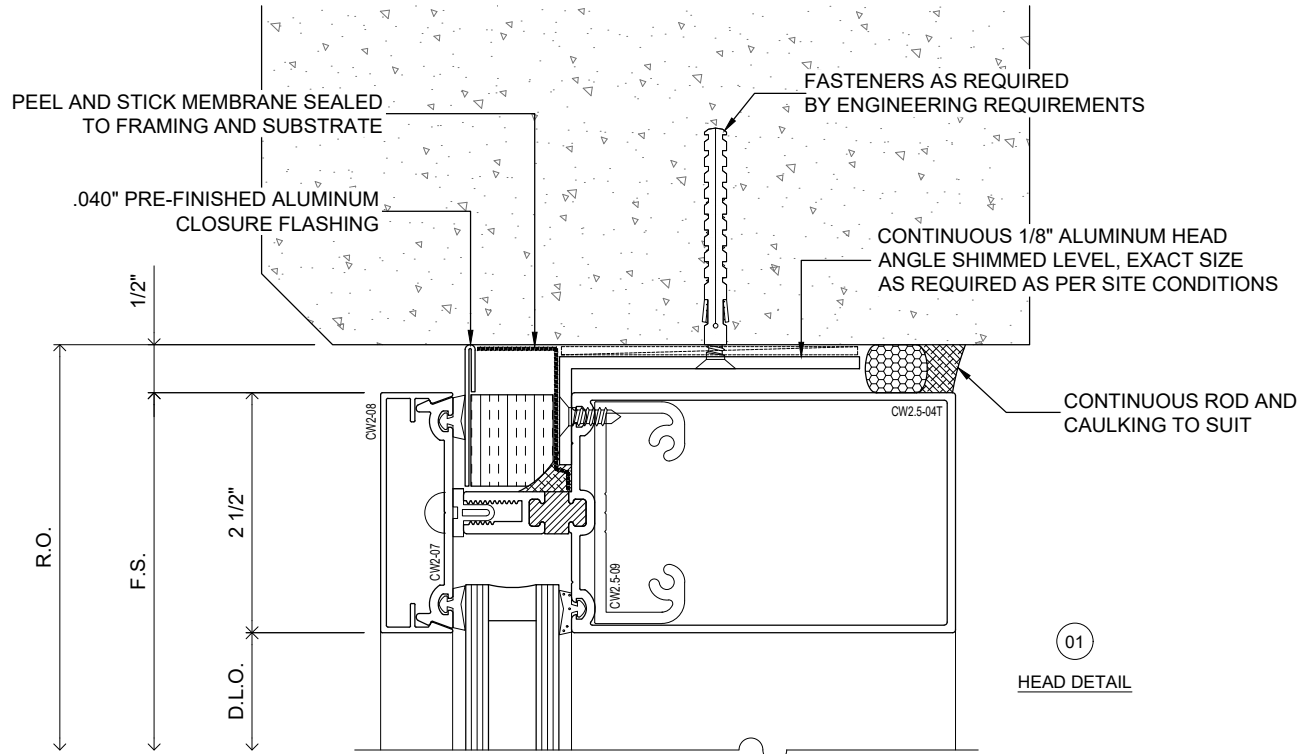 FASTENERS AS REQUIRED
BY ENGINEERING REQUIREMENTS
PEEL AND STICK MEMBRANE SEALED
TO FRAMING AND SUBSTRATE
.040" PRE-FINISHED ALUMINUM
CLOSURE FLASHING
CONTINUOUS 1/8" ALUMINUM HEAD
ANGLE SHIMMED LEVEL, EXACT SIZE
AS REQUIRED AS PER SITE CONDITIONS
1/2"
CONTINUOUS ROD AND
CAULKING TO SUIT
CW2-08
CW2.5-04T
2 1/2"
R.O.
F.S.
CW2-07
CW2.5-09
D.L.O.
01
HEAD DETAIL